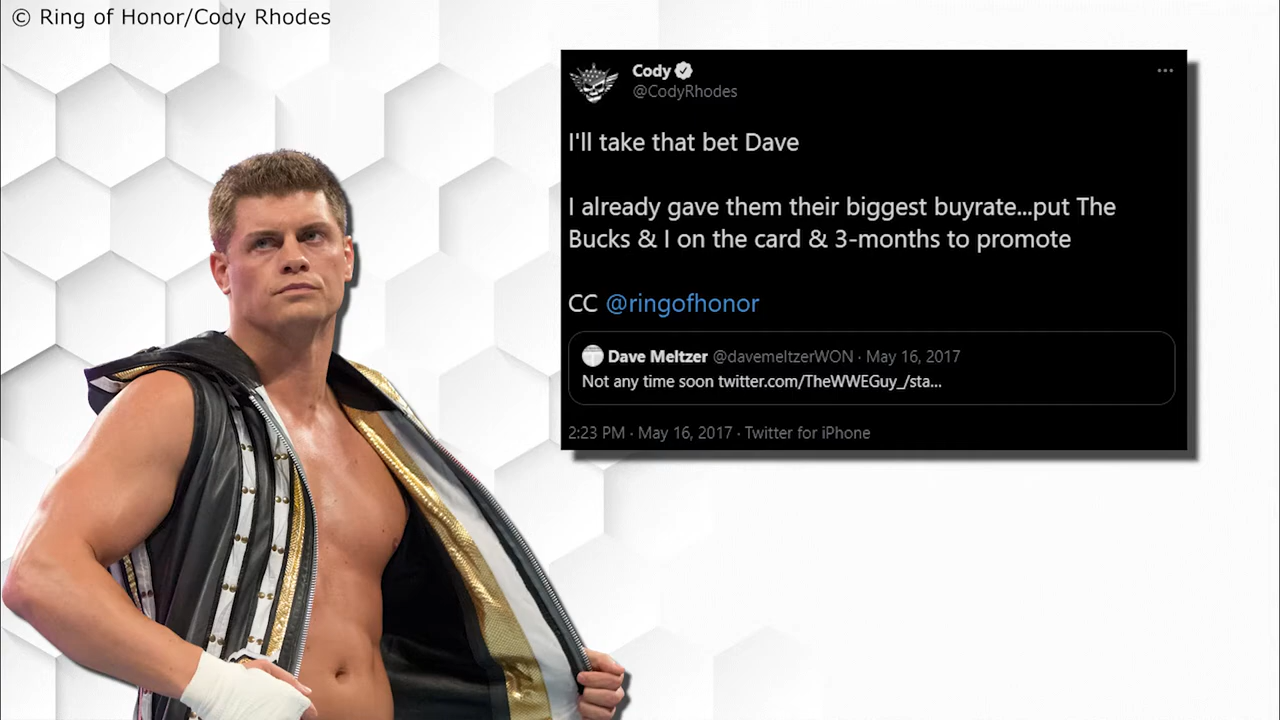 © Ring of Honor/Cody Rhodes
Cody
@CodyRhodes
I'll take that bet Dave
I already gave them their biggest buyrate...put The
Bucks & I on the card & 3-months to promote
CC @ringofhonor
Dave Meltzer @davemeltzerWON · May 16, 2017
Not any time soon twitter.com/TheWWEGuy_/sta...
2:23 PM · May 16, 2017 · Twitter for iPhone